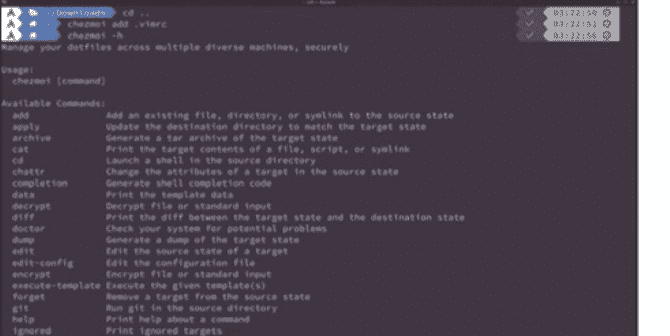 cd ..
03:22:50
chezmoi add .vimrc
03:22:53
chezmoi -h
03:22:56
Manage your dotfiles across multiple diverse machines, securely
Usage:
chezmoi [command]
Available Commands:
add Add an existing file, directory, or symlink to the source state
apply Update the destination directory to match the target state
archive Generate a tar archive of the target state
cat Print the target contents of a file, script, or symlink
cd Launch a shell in the source directory
chattr Change the attributes of a target in the source state
completion Generate shell completion code
data Print the template data
decrypt Decrypt file or standard input
diff Print the diff between the target state and the destination state
doctor Check your system for potential problems
dump Generate a dump of the target state
edit Edit the source state of a target
edit-config Edit the configuration file
encrypt Encrypt file or standard input
execute-template Execute the given template(s)
forget Remove a target from the source state
git Run git in the source directory
help Print help about a command
ignored Print ignored targets